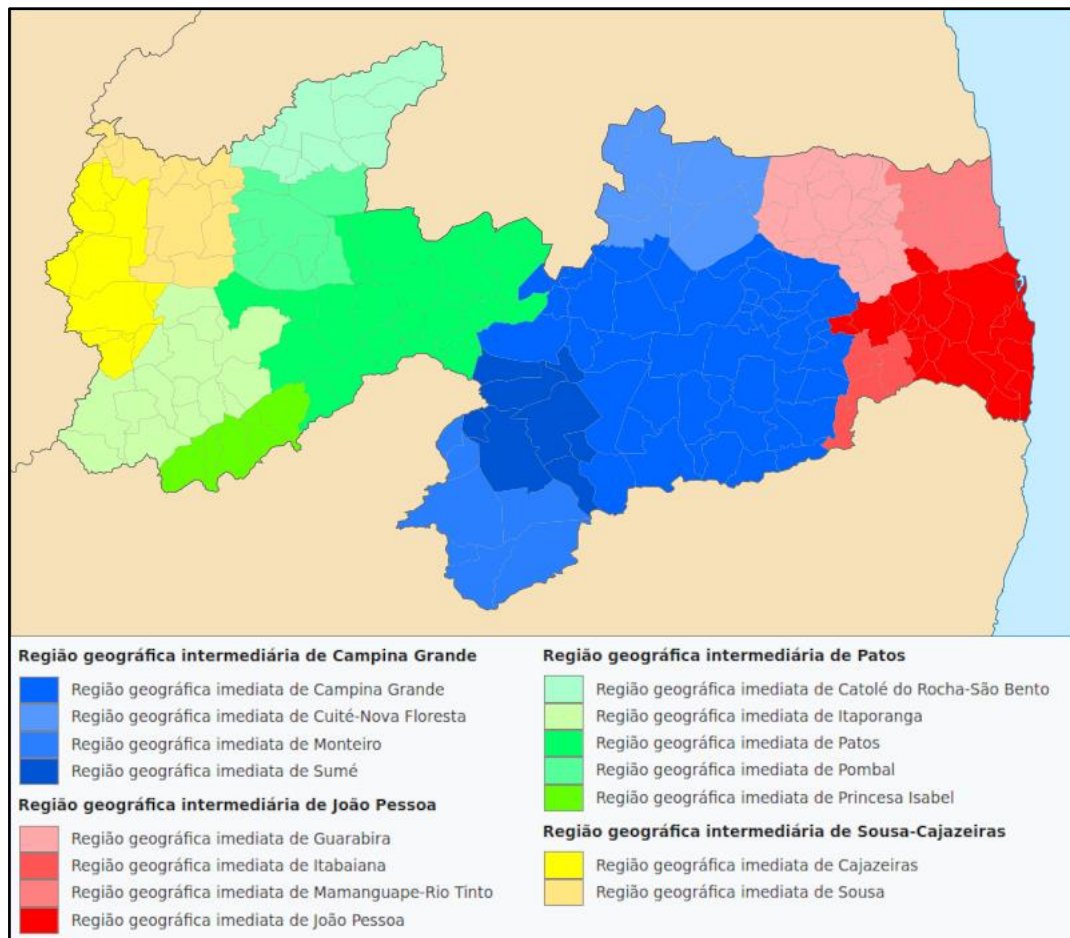 Região geográfica intermediária de Campina Grande
Região geográfica imediata de Campina Grande
Região geográfica imediata de Cuité-Nova Floresta
Região geográfica imediata de Monteiro
Região geográfica imediata de Sumé
Região geográfica intermediária de João Pessoa
Região geográfica imediata de Guarabira
Região geográfica imediata de Itabaiana
Região geográfica imediata de Mamanguape-Rio Tinto
Região geográfica imediata de João Pessoa
Região geográfica intermediária de Patos
Região geográfica imediata de Catolé do Rocha-São Bento
Região geográfica imediata de Itaporanga
Região geográfica imediata de Patos
Região geográfica imediata de Pombal
Região geográfica imediata de Princesa Isabel
Região geográfica intermediária de Sousa-Cajazeiras
Região geográfica imediata de Cajazeiras
Região geográfica imediata de Sousa